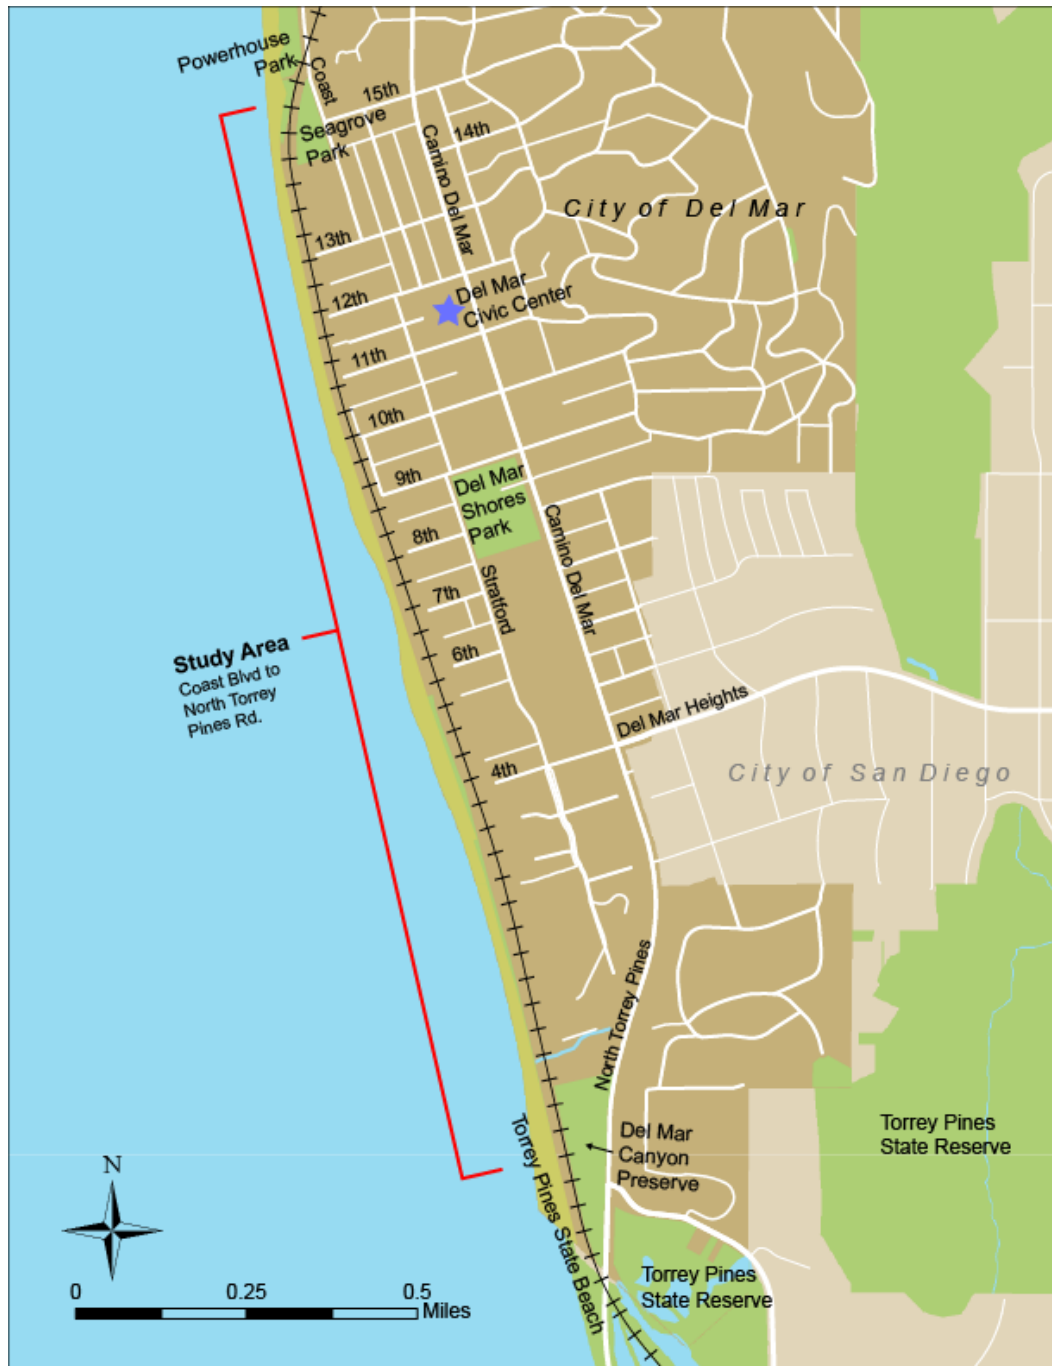 Powerhouse
Park
Coast
15th
Seagrove
Park
14th
Camino Del Mar
City of Del Mar
13th
12th
Del Mar
Civic Center
11th
10th
9th
Del Mar
Shores
Park
8th
Camino Del Mar
7th
Stratford
6th
Study Area
Coast Blvd to
North Torrey
Pines Rd.
Del Mar Heights
4th
City of San Diego
North Torrey Pines
Torrey Pines State Beach
Del Mar
Canyon
Preserve
Torrey Pines
State Reserve
Torrey Pines
State Reserve
N
0 0.25 0.5
Miles